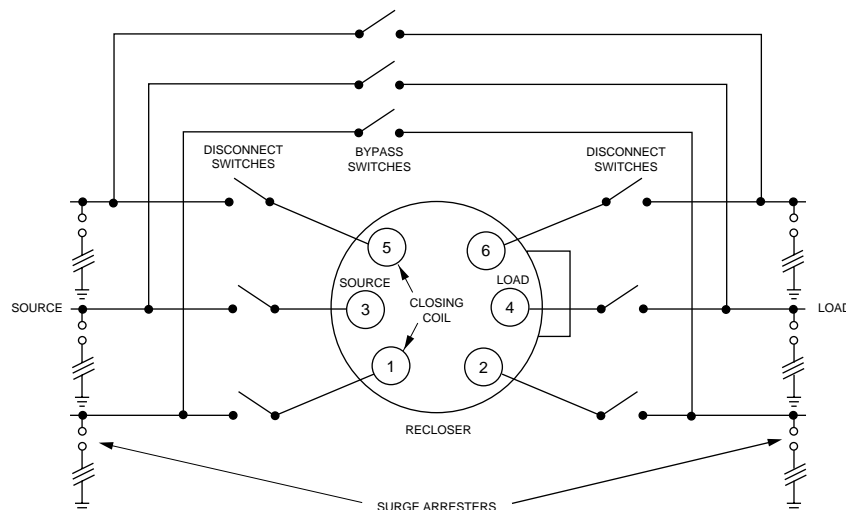 DISCONNECT
SWITCHES
BYPASS
SWITCHES
DISCONNECT
SWITCHES
5
6
SOURCE
3
CLOSING
COIL
LOAD
4
SOURCE
LOAD
1
2
RECLOSER
SURGE ARRESTERS